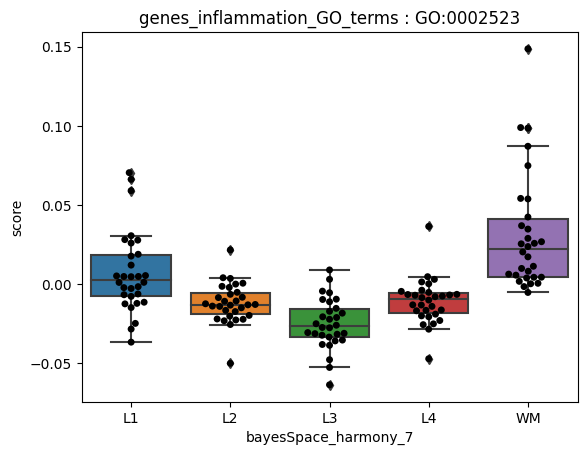 genes_inflammation_GO_terms : GO:0002523
0.15
0.10
0.05
0.00
−0.05
score
L1 L2 L3 L4 WM
bayesSpace_harmony_7